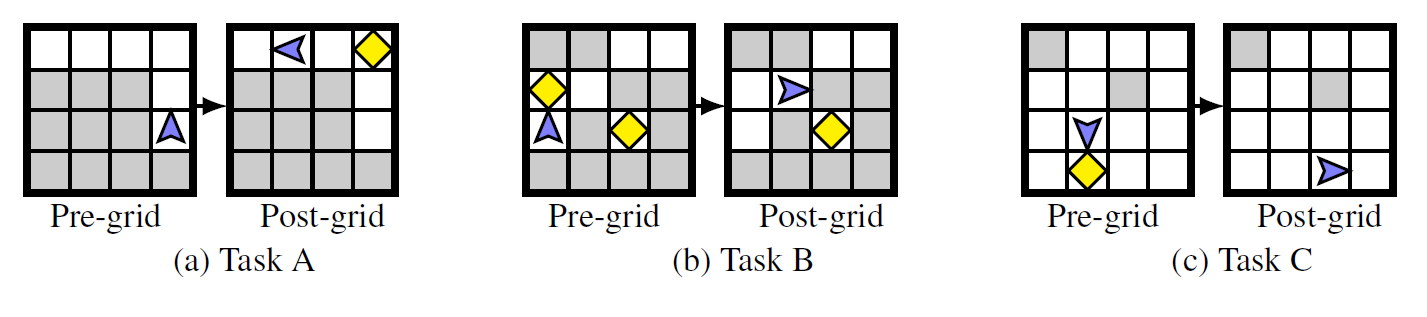 Pre-grid Post-grid Pre-grid Post-grid Pre-grid Post-grid
(a) Task A (b) Task B (c) Task C